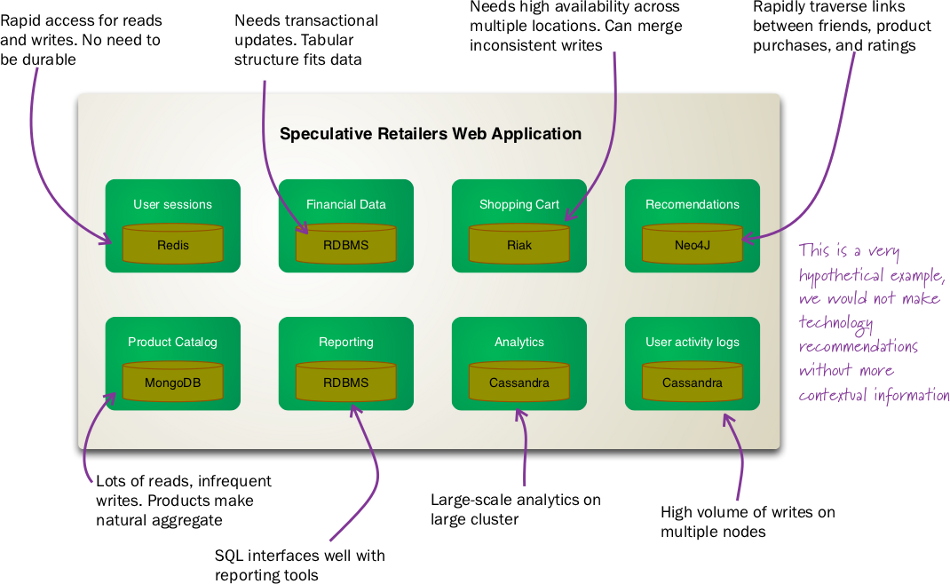 Rapid access for reads
and writes. No need to
be durable
Needs transactional
updates. Tabular
structure fits data
Needs high availability across
multiple locations. Can merge
inconsistent writes
Rapidly traverse links
between friends, product
purchases, and ratings
Speculative Retailers Web Application
User sessions
Redis
Financial Data
RDBMS
Shopping Cart
Riak
Recomendations
Neo4J
This is a very
hypothetical example,
we would not make
technology
recommendations
without more
contextual information
Product Catalog
MongoDB
Reporting
RDBMS
Analytics
Cassandra
User activity logs
Cassandra
Lots of reads, infrequent
writes. Products make
natural aggregate
SQL interfaces well with
reporting tools
Large-scale analytics on
large cluster
High volume of writes on
multiple nodes